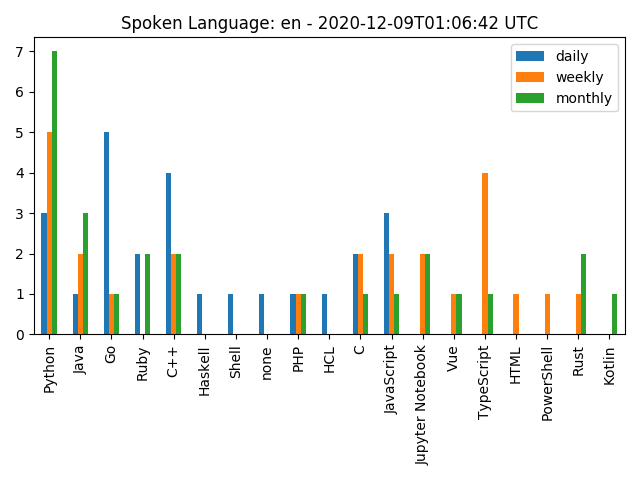 Spoken Language: en - 2020-12-09T01:06:42 UTC
daily
weekly
monthly
7
6
5
4
3
2
1
0
Python
Java
Go
Ruby
C++
Haskell
Shell
none
PHP
HCL
C
JavaScript
Jupyter Notebook
Vue
TypeScript
HTML
PowerShell
Rust
Kotlin